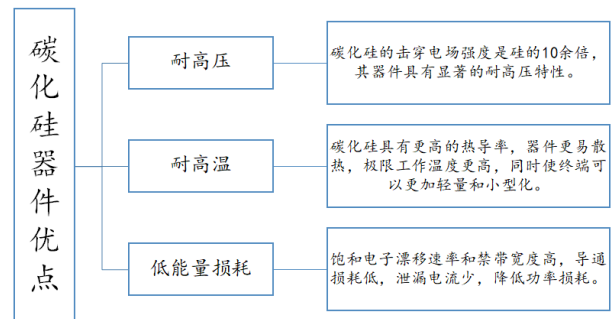 碳化硅器件优点
耐高压
碳化硅的击穿电场强度是硅的10余倍，
其器件具有显著的耐高压特性。
耐高温
碳化硅具有更高的热导率，器件更易散
热，极限工作温度更高，同时使终端可
以更加轻量和小型化。
低能量损耗
饱和电子漂移速率和禁带宽度高，导通
损耗低，泄漏电流少，降低功率损耗。